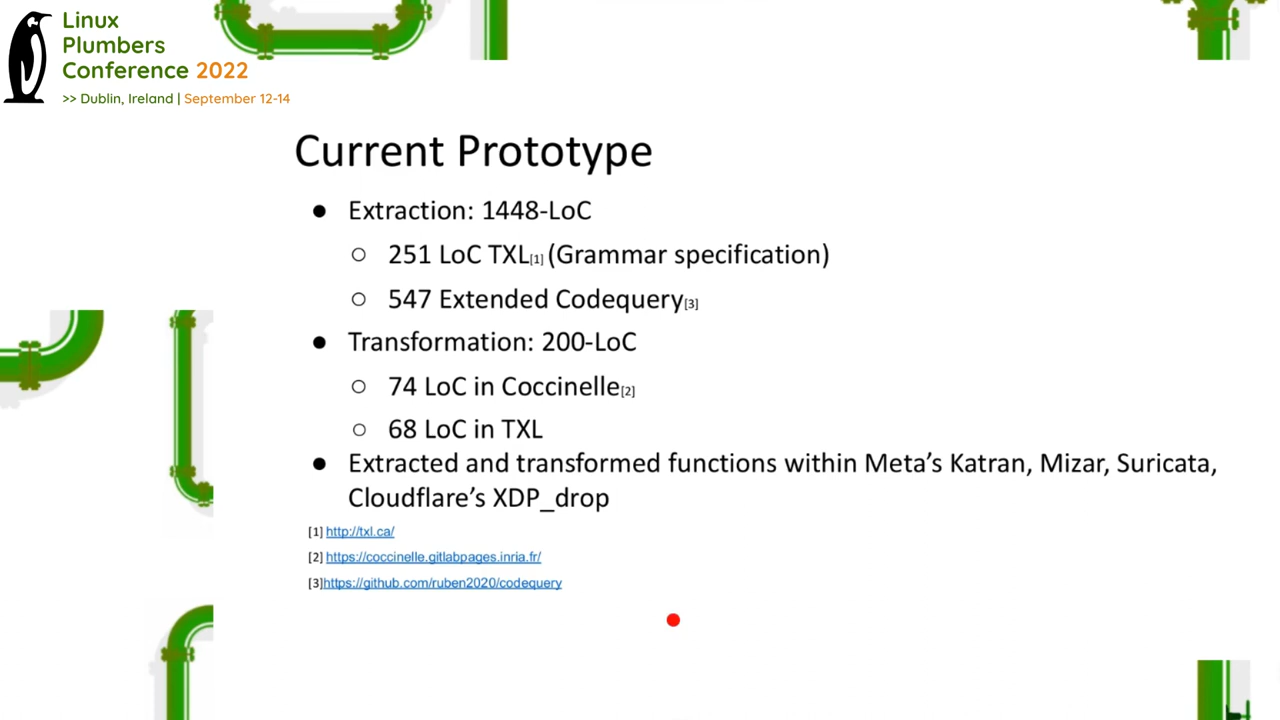 Linux
Plumbers
Conference 2022
>> Dublin, Ireland | September 12-14
Current Prototype
● Extraction: 1448-LoC
○ 251 LoC TXL[1] (Grammar specification)
○ 547 Extended Codequery[3]
● Transformation: 200-LoC
○ 74 LoC in Coccinelle[2]
○ 68 LoC in TXL
● Extracted and transformed functions within Meta’s Katran, Mizar, Suricata,
Cloudflare’s XDP_drop
[1] http://txl.ca/
[2] https://coccinelle.gitlabpages.inria.fr/
[3]https://github.com/ruben2020/codequery